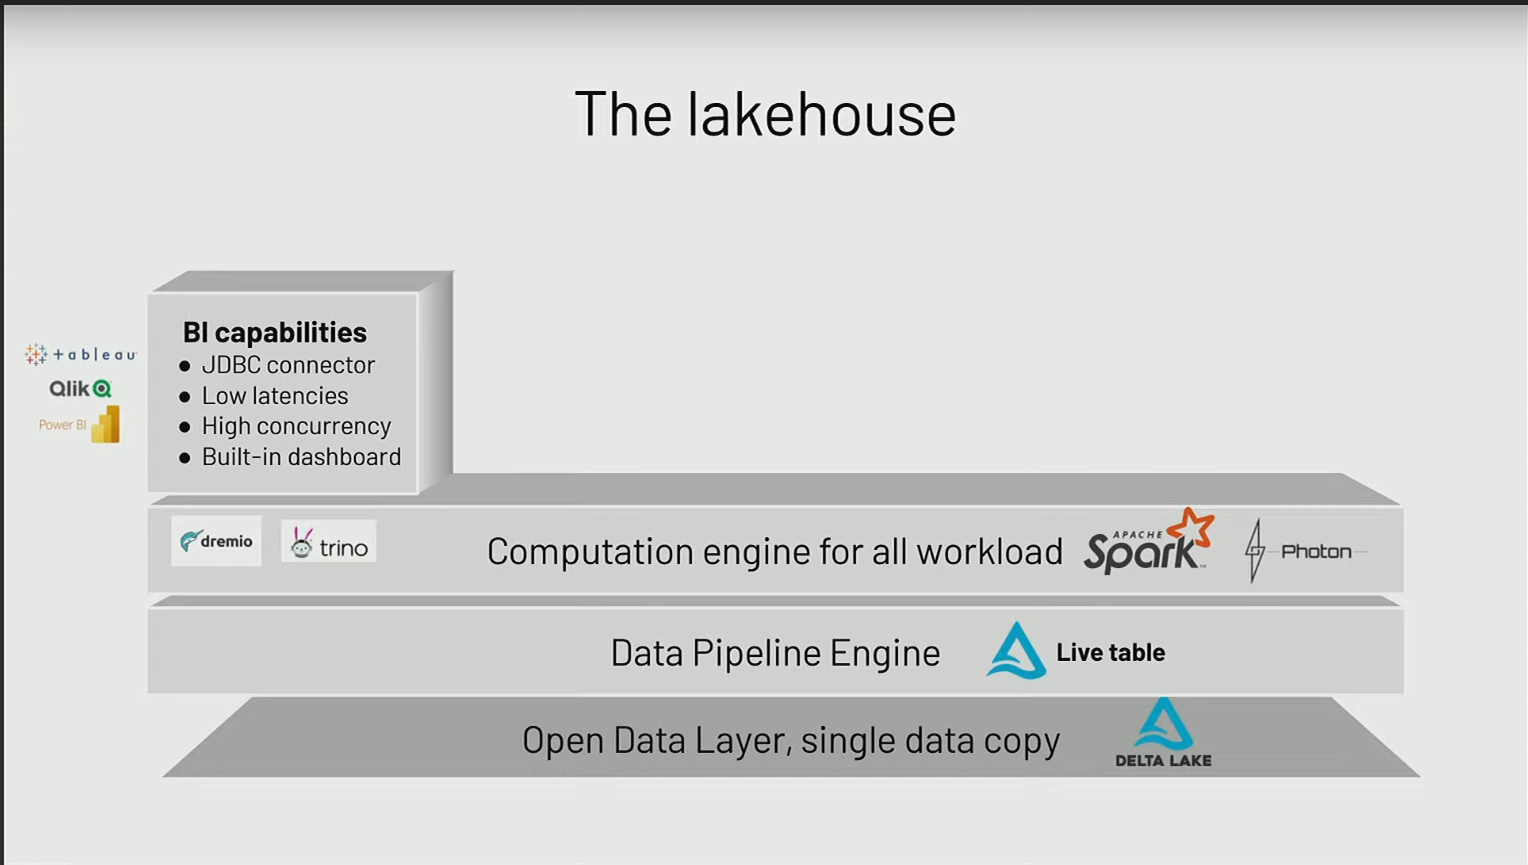 The lakehouse
BI capabilities
● JDBC connector
● Low latencies
● High concurrency
● Built-in dashboard
+ableau
Qlik
Power BI
dremio
trino
Computation engine for all workload
APACHE
Spark
Photon
Data Pipeline Engine
Live table
Open Data Layer, single data copy
DELTA LAKE